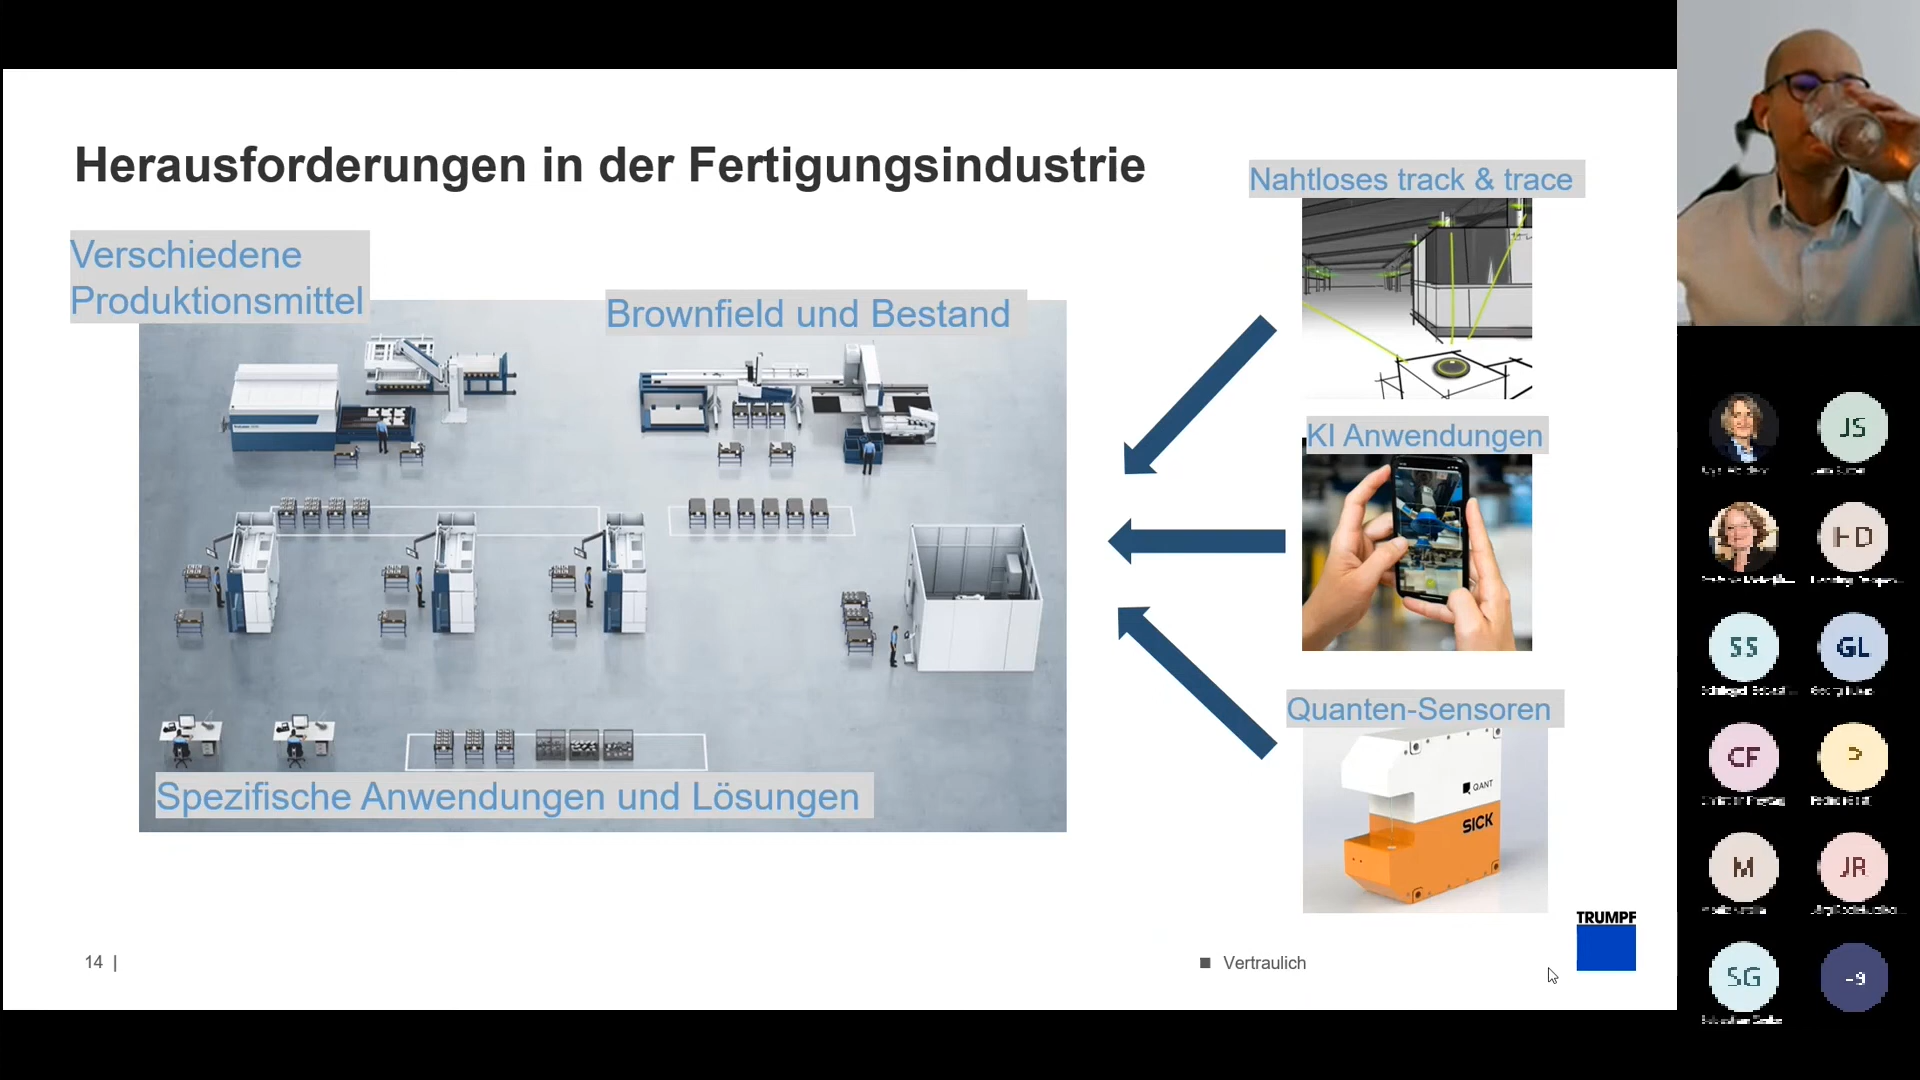 Herausforderungen in der Fertigungsindustrie
Verschiedene
Produktionsmittel
Brownfield und Bestand
Spezifische Anwendungen und Lösungen
Nahtloses track & trace
KI Anwendungen
Quanten-Sensoren
QANT
SICK
TRUMPF
14 |
Vertraulich
JS
SS
GL
CF
M
JR
SG